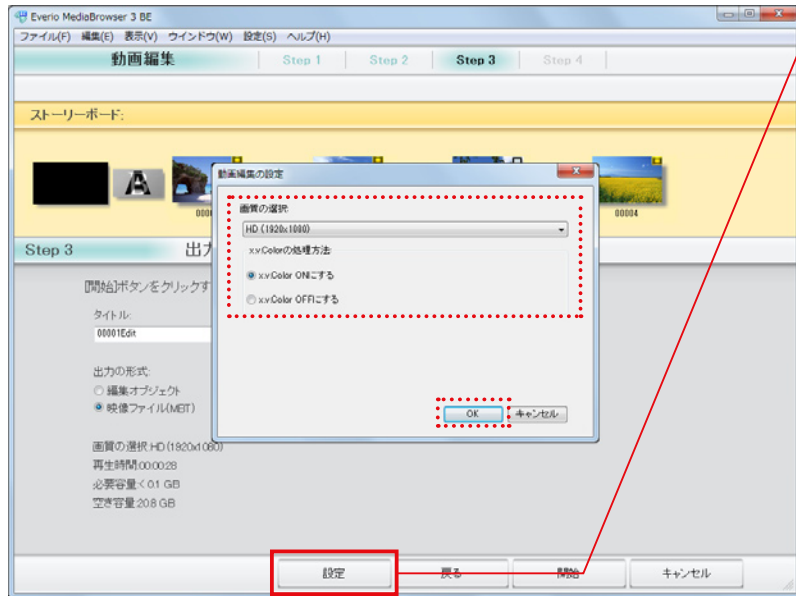 Everio MediaBrowser 3 BE
ファイル(F) 編集(E) 表示(V) ウインドウ(W) 設定(S) ヘルプ(H)
動画編集 Step 1 Step 2 Step 3 Step 4
ストーリーボード:
A
動画編集の設定
画質の選択:
HD (1920x1080)
x.v.Colorの処理方法:
x.v.Color ONにする
x.v.Color OFFにする
OK キャンセル
00004
Step 3
[開始]ボタンをクリックす
タイトル:
00001Edit
出力の形式:
編集オブジェクト
映像ファイル(MBT)
画質の選択:HD (1920x1080)
再生時間:00:00:28
必要容量:< 0.1 GB
空き容量:20.8 GB
設定 戻る 開始 キャンセル